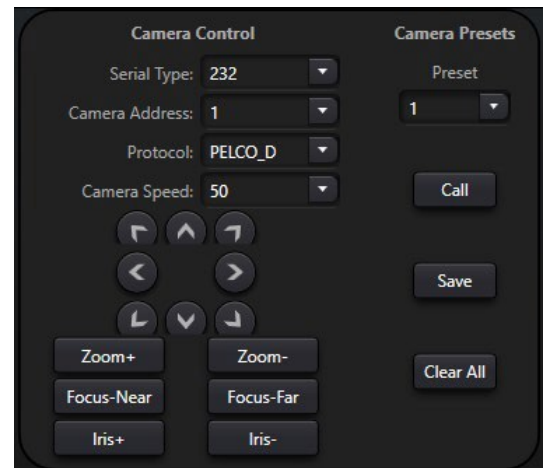 Camera Control
Serial Type: 232
Camera Address: 1
Protocol: PELCO_D
Camera Speed: 50
Zoom+ Zoom-
Focus-Near Focus-Far
Iris+ Iris-
Camera Presets
Preset
1
Call
Save
Clear All